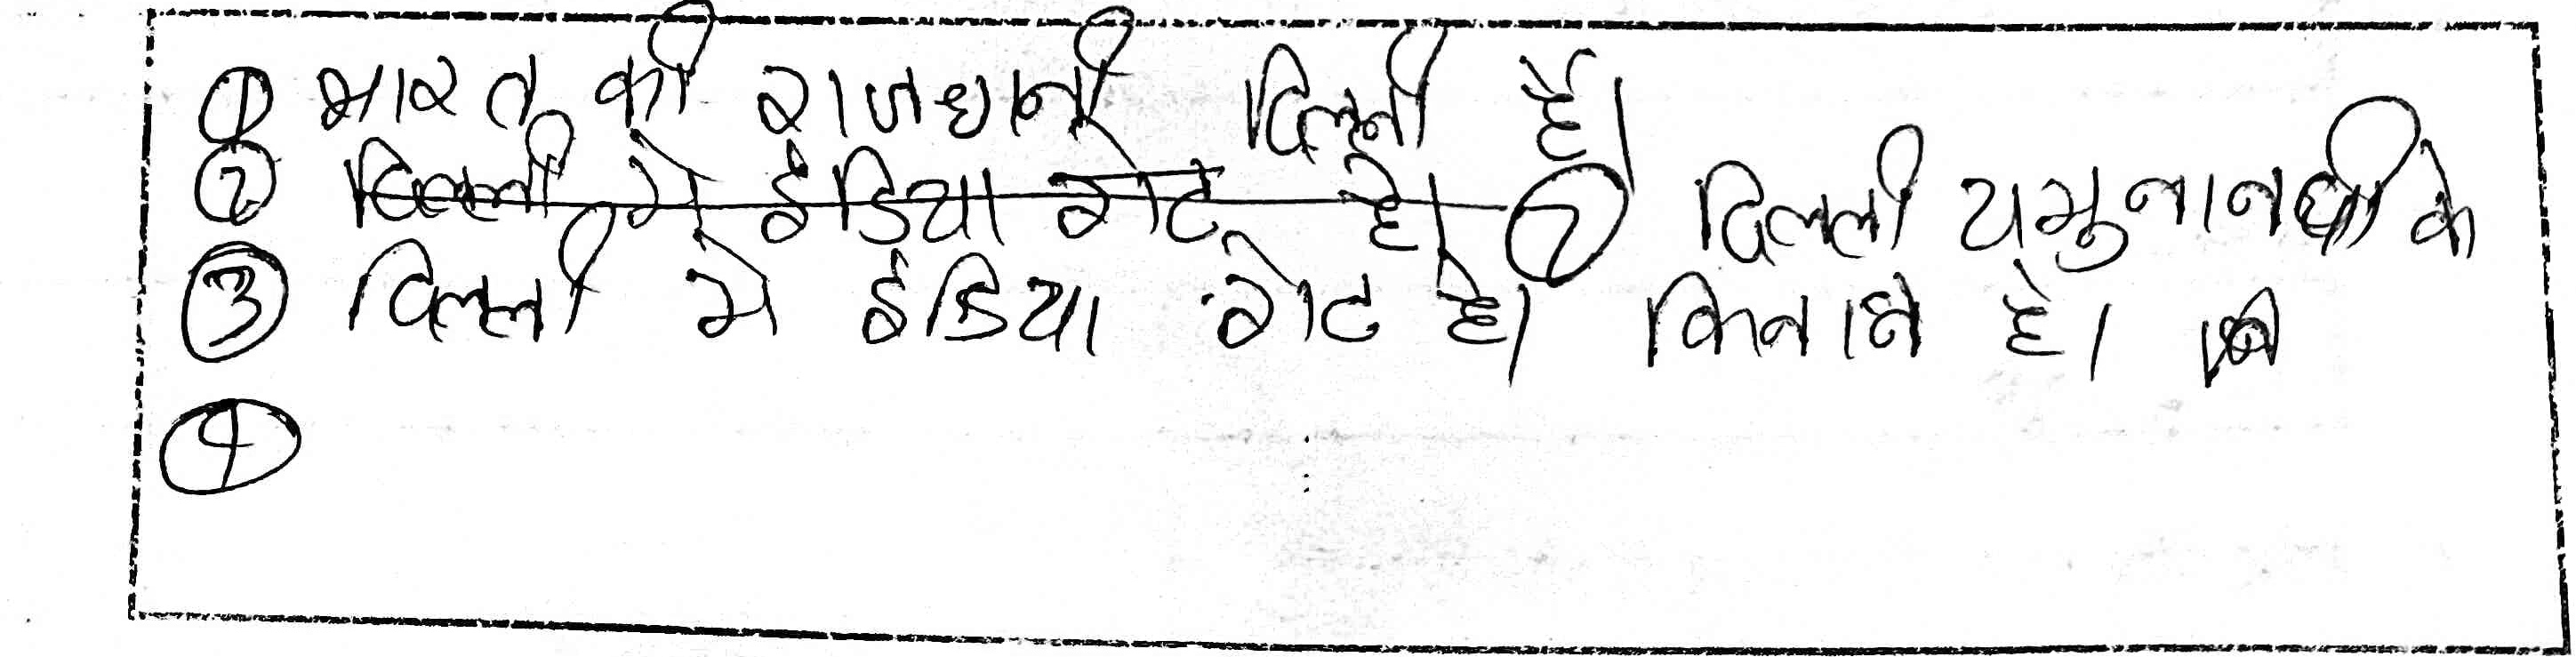 ① भारत की राजधानी दिल्ली है।
② दिल्ली मे इंडिया गेट है। ② दिल्ली यमुना नदी के
③ दिल्ली मे इंडिया गेट है। किनारे है।
④